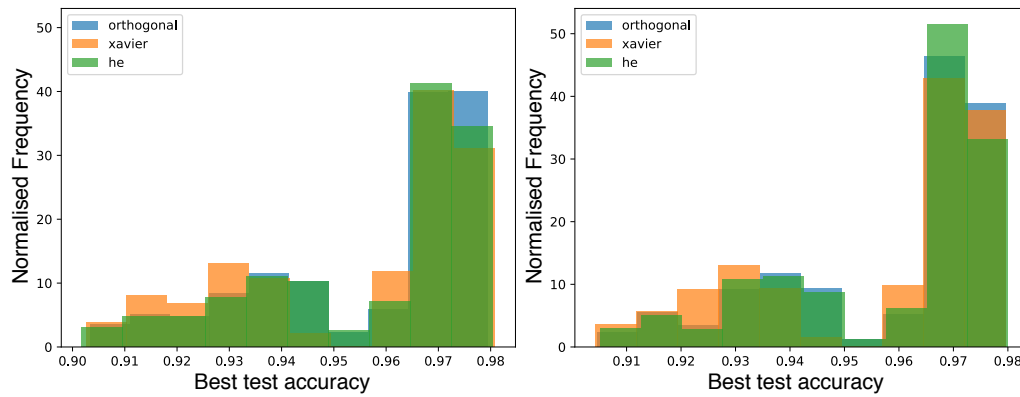 orthogonal
xavier
he
Normalised Frequency
50
40
30
20
10
0
0.90 0.91 0.92 0.93 0.94 0.95 0.96 0.97 0.98
Best test accuracy
orthogonal
xavier
he
Normalised Frequency
50
40
30
20
10
0
0.91 0.92 0.93 0.94 0.95 0.96 0.97 0.98
Best test accuracy